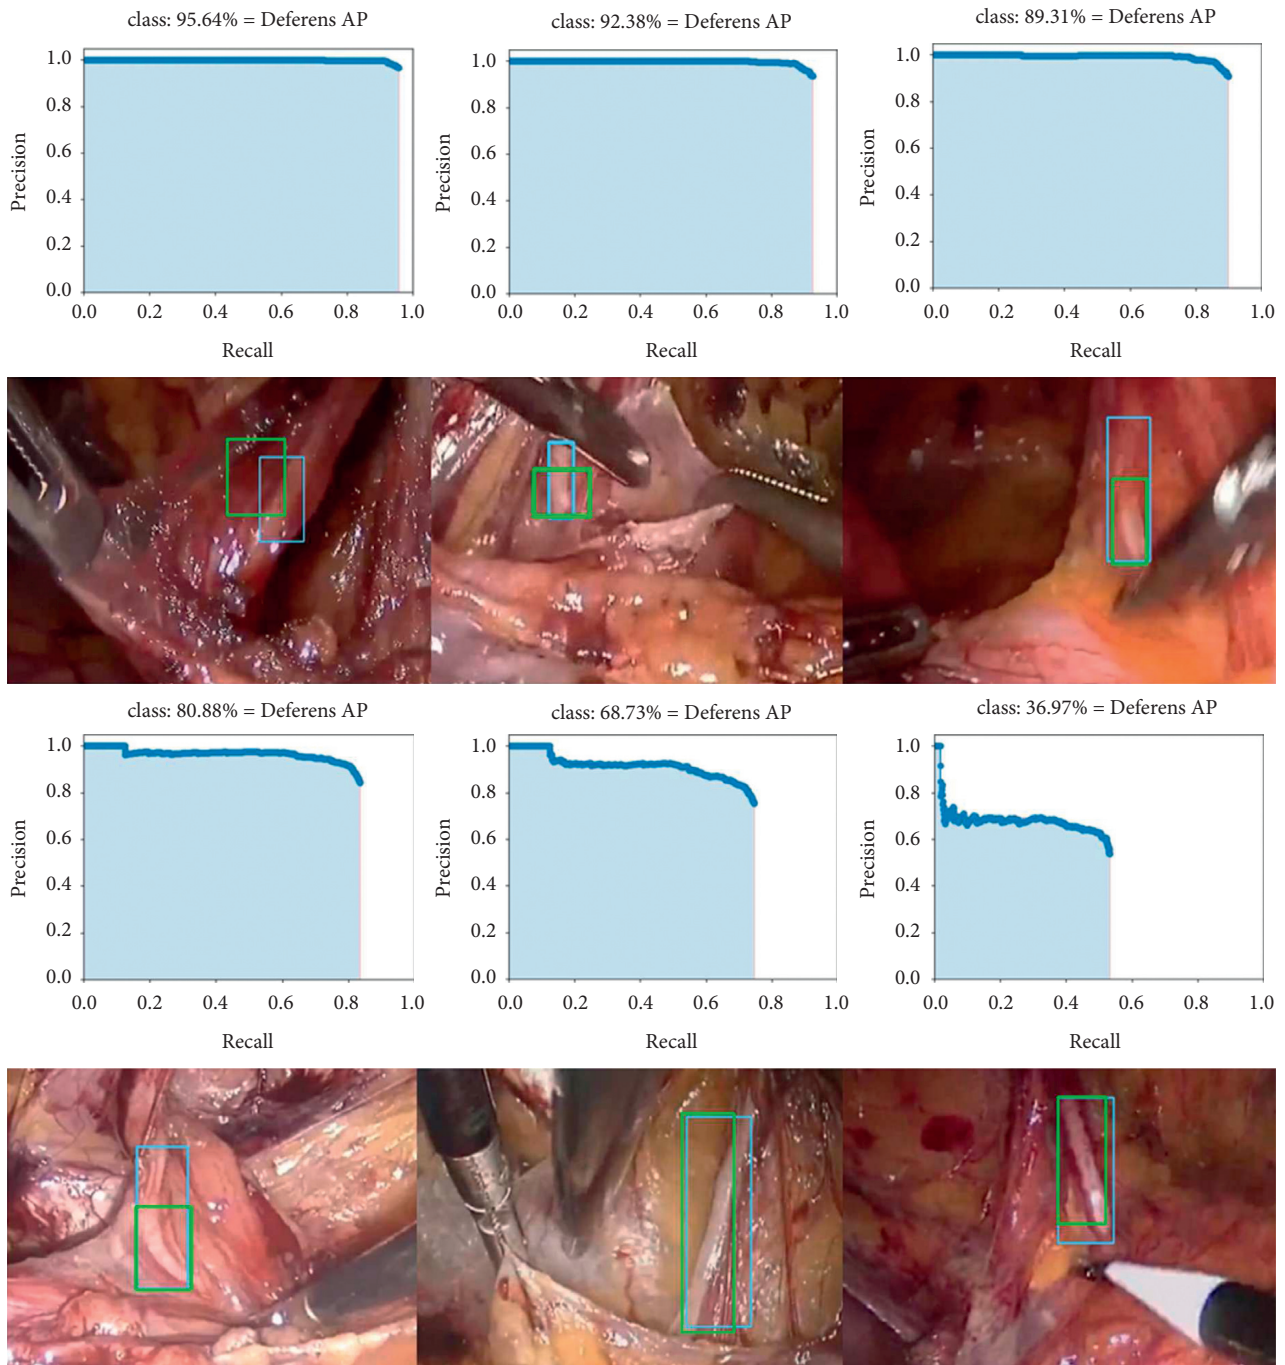 class: 95.64% = Deferens AP
1.0
0.8
0.6
0.4
0.2
0.0
Precision
0.0 0.2 0.4 0.6 0.8 1.0
Recall
class: 92.38% = Deferens AP
1.0
0.8
0.6
0.4
0.2
0.0
Precision
0.0 0.2 0.4 0.6 0.8 1.0
Recall
class: 89.31% = Deferens AP
1.0
0.8
0.6
0.4
0.2
0.0
Precision
0.0 0.2 0.4 0.6 0.8 1.0
Recall
class: 80.88% = Deferens AP
1.0
0.8
0.6
0.4
0.2
0.0
Precision
0.0 0.2 0.4 0.6 0.8 1.0
Recall
class: 68.73% = Deferens AP
1.0
0.8
0.6
0.4
0.2
0.0
Precision
0.0 0.2 0.4 0.6 0.8 1.0
Recall
class: 36.97% = Deferens AP
1.0
0.8
0.6
0.4
0.2
0.0
Precision
0.0 0.2 0.4 0.6 0.8 1.0
Recall